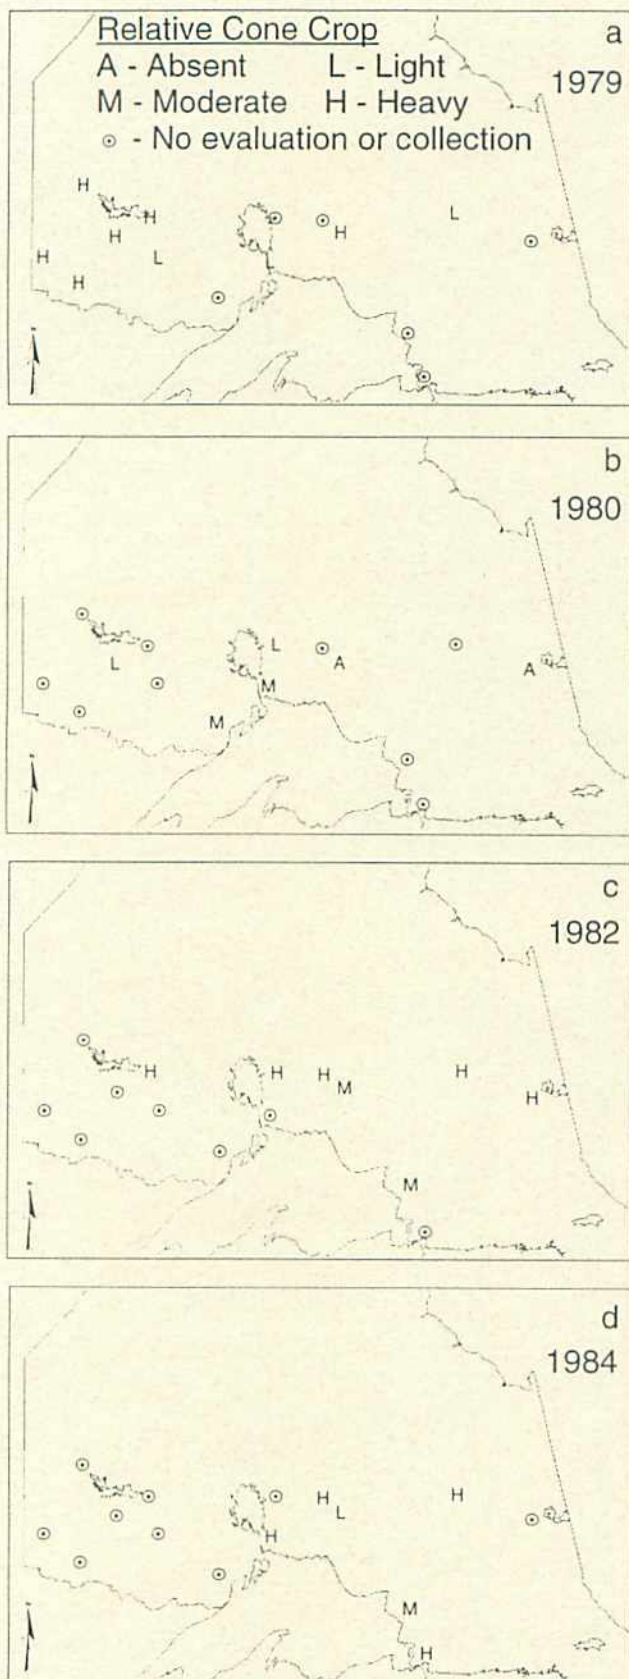 Relative Cone Crop
a
A - Absent L - Light
1979
M - Moderate H - Heavy
⊙ - No evaluation or collection
H
H L
H H
H L L
H
b
1980
L
L A A
M
M
c
1982
H H H H
M
H
M
d
1984
H H
L
H
M
H